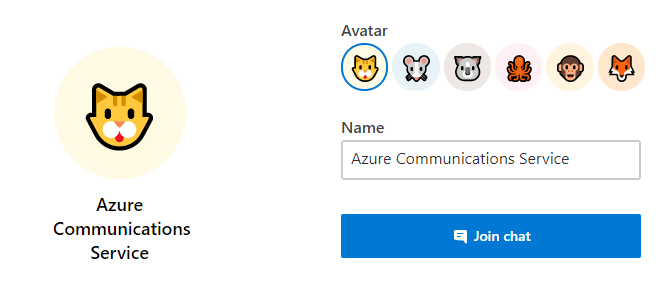 Avatar
Name
Azure Communications Service
Join chat
Azure
Communications
Service